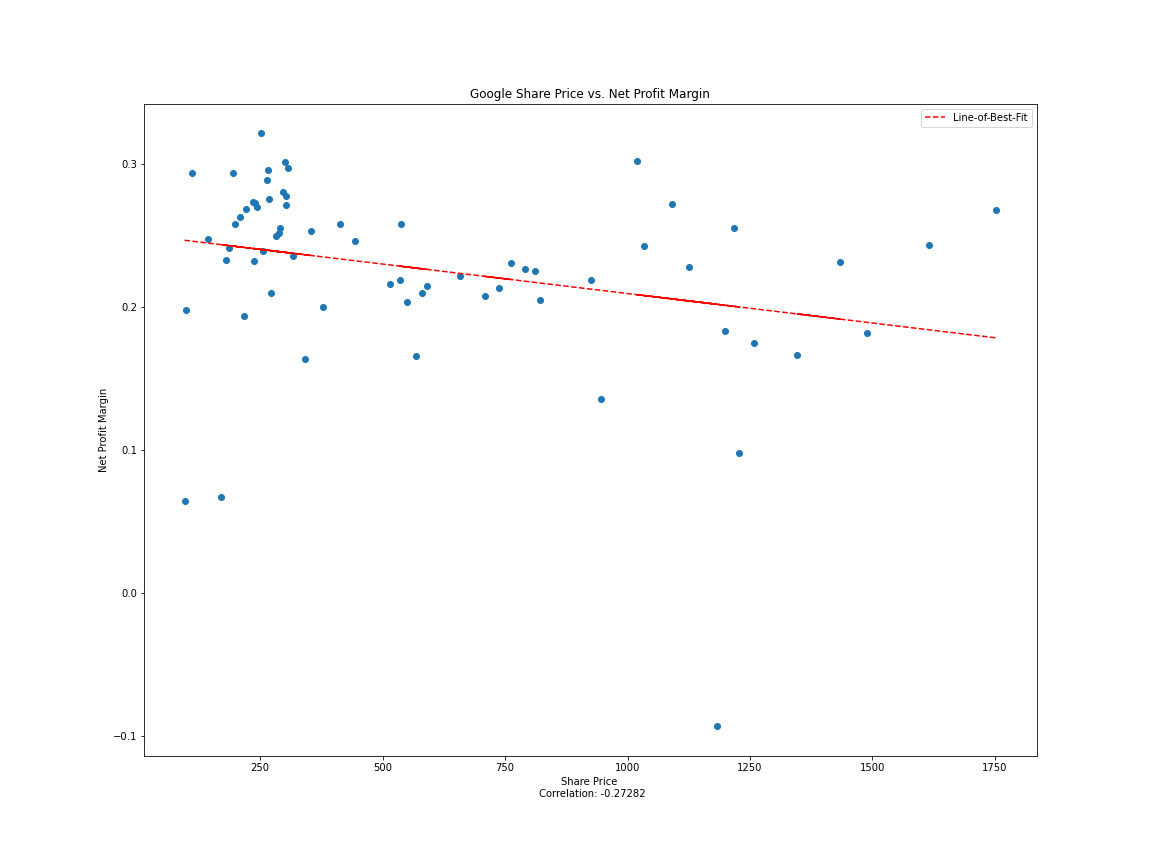 Google Share Price vs. Net Profit Margin
Line-of-Best-Fit
0.3
0.2
0.1
0.0
−0.1
Net Profit Margin
250 500 750 1000 1250 1500 1750
Share Price
Correlation: -0.27282